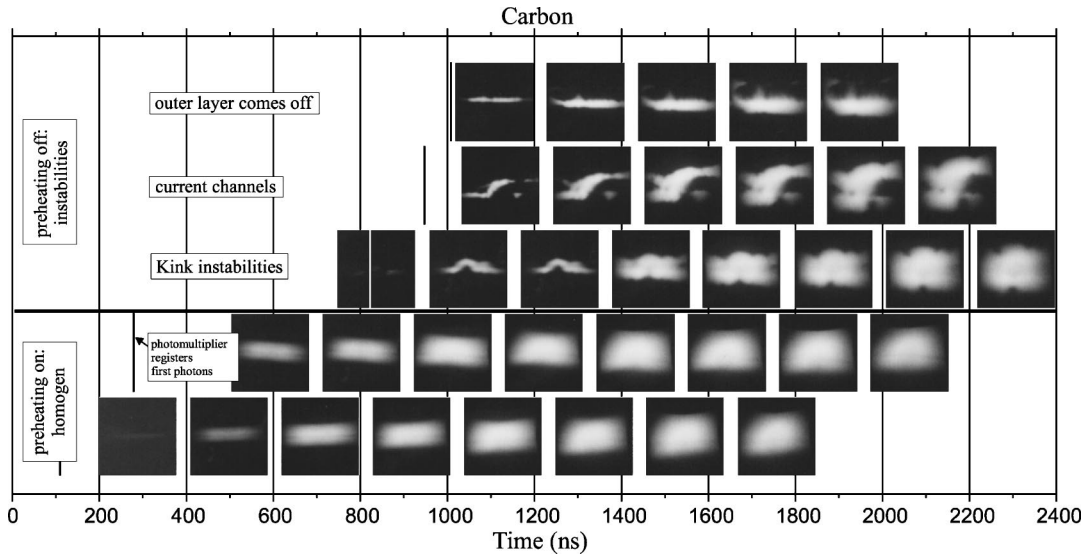 Carbon
preheating off:
instabilities
outer layer comes off
current channels
Kink instabilities
preheating on:
homogen
photomultiplier
registers
first photons
0 200 400 600 800 1000 1200 1400 1600 1800 2000 2200 2400
Time (ns)